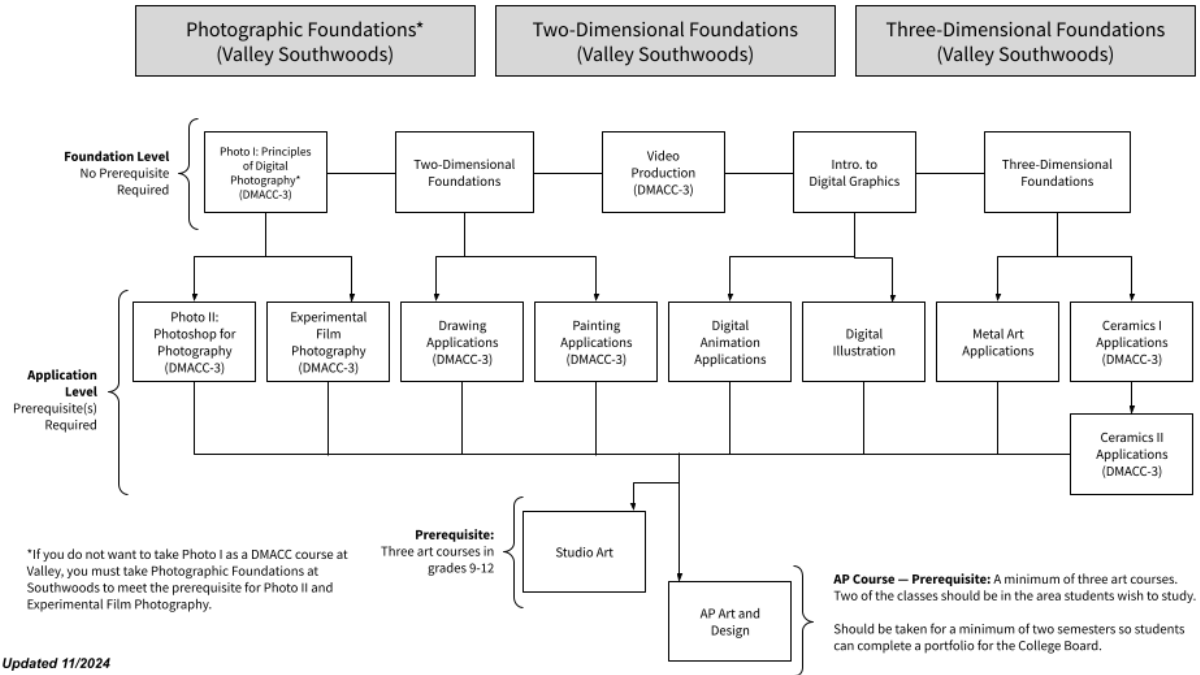 Photographic Foundations*
(Valley Southwoods)
Two-Dimensional Foundations
(Valley Southwoods)
Three-Dimensional Foundations
(Valley Southwoods)
Foundation Level
No Prerequisite
Required
Photo I: Principles
of Digital
Photography*
(DMACC-3)
Two-Dimensional
Foundations
Video
Production
(DMACC-3)
Intro. to
Digital Graphics
Three-Dimensional
Foundations
Application
Level
Prerequisite(s)
Required
Photo II:
Photoshop for
Photography
(DMACC-3)
Experimental
Film
Photography
(DMACC-3)
Drawing
Applications
(DMACC-3)
Painting
Applications
(DMACC-3)
Digital
Animation
Applications
Digital
Illustration
Metal Art
Applications
Ceramics I
Applications
(DMACC-3)
Ceramics II
Applications
(DMACC-3)
Prerequisite:
Three art courses in
grades 9-12
Studio Art
AP Art and
Design
AP Course — Prerequisite: A minimum of three art courses.
Two of the classes should be in the area students wish to study.
Should be taken for a minimum of two semesters so students
can complete a portfolio for the College Board.
*If you do not want to take Photo I as a DMACC course at
Valley, you must take Photographic Foundations at
Southwoods to meet the prerequisite for Photo II and
Experimental Film Photography.
Updated 11/2024